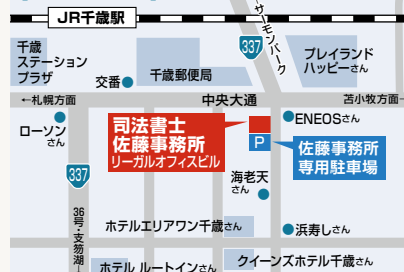 JR千歳駅
サーモンパーク
337
千歳
ステーション
プラザ
交番
千歳郵便局
プレイランド
ハッピーさん
←札幌方面
中央大通
苫小牧方面→
ローソン
さん
司法書士
佐藤事務所
リーガルオフィスビル
P
ENEOSさん
佐藤事務所
専用駐車場
337
海老天
さん
36号・支笏湖→
ホテルエリアワン千歳さん
浜寿しさん
ホテル ルートインさん
クイーンズホテル千歳さん